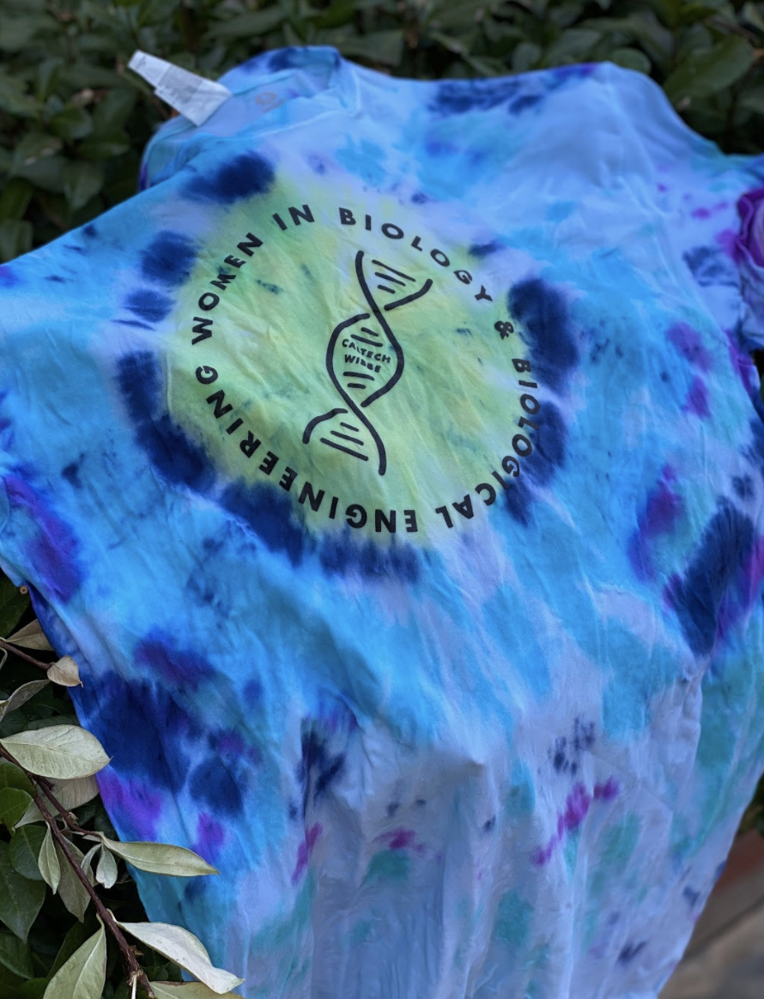 WOMEN IN BIOLOGY & BIOLOGICAL ENGINEERING
CALTECH
WIBBE